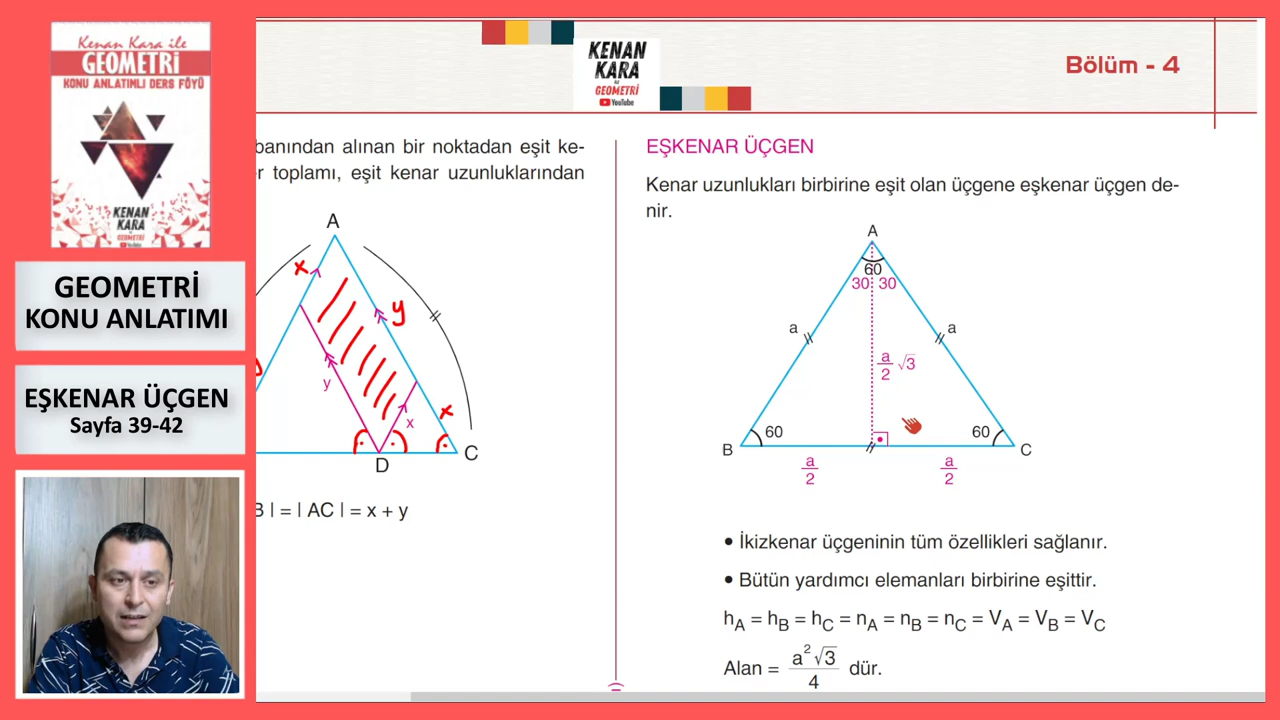 Kenan Kara ile
GEOMETRİ
KONU ANLATIMLI DERS FÖYÜ
KENAN
KARA
GEOMETRİ KONU ANLATIMI
EŞKENAR ÜÇGEN
Sayfa 39-42
KENAN
KARA
ile
GEOMETRİ
YouTube
Bölüm - 4
banından alınan bir noktadan eşit ke-
r toplamı, eşit kenar uzunluklarından
A
x
y
y
x
x
D
C
B | = | AC | = x + y
EŞKENAR ÜÇGEN
Kenar uzunlukları birbirine eşit olan üçgene eşkenar üçgen de-
nir.
A
60
30 30
a
a
a/2 √3
60
60
B
C
a/2
a/2
• İkizkenar üçgeninin tüm özellikleri sağlanır.
• Bütün yardımcı elemanları birbirine eşittir.
hA = hB = hC = nA = nB = nC = VA = VB = VC
Alan = a²√3/4 dür.